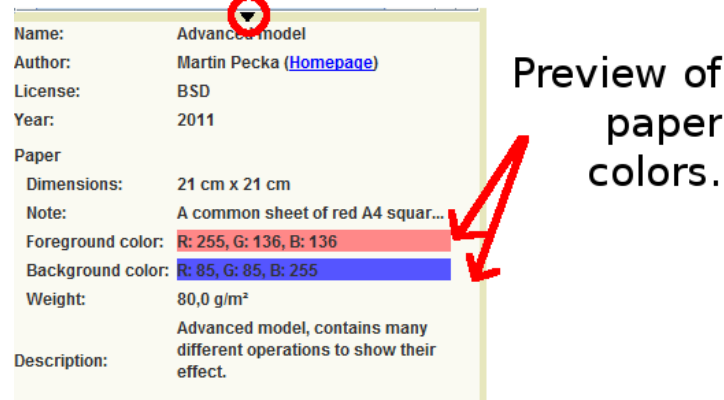 Name: Advanced model
Author: Martin Pecka (Homepage)
License: BSD
Year: 2011
Paper
Dimensions: 21 cm x 21 cm
Note: A common sheet of red A4 squar...
Foreground color: R: 255, G: 136, B: 136
Background color: R: 85, G: 85, B: 255
Weight: 80,0 g/m²
Description: Advanced model, contains many
different operations to show their
effect.
Preview of
paper
colors.